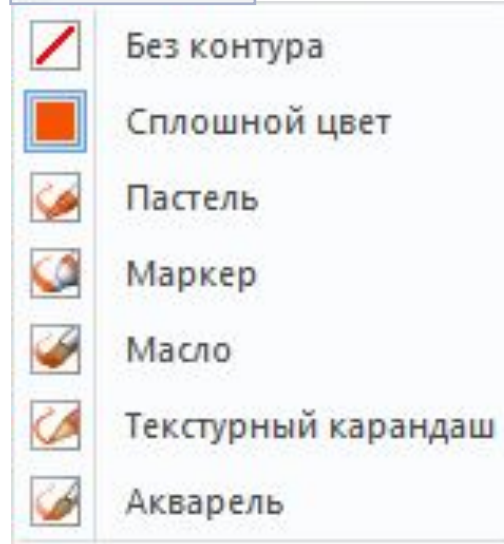 Без контура
Сплошной цвет
Пастель
Маркер
Масло
Текстурный карандаш
Акварель